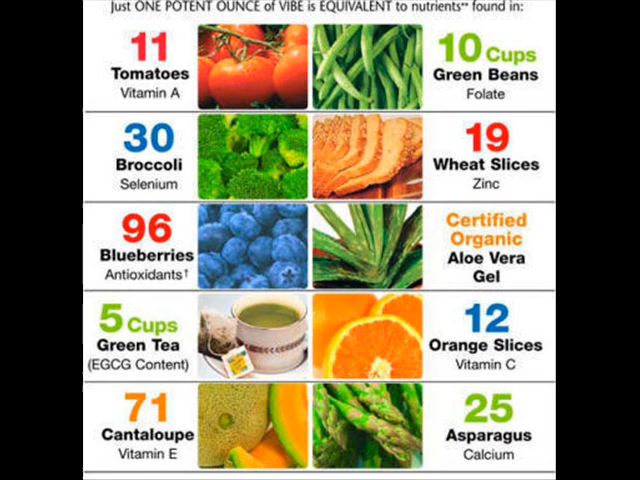 Just ONE POTENT OUNCE of VIBE is EQUIVALENT to nutrients** found in:
11
Tomatoes
Vitamin A
10 Cups
Green Beans
Folate
30
Broccoli
Selenium
19
Wheat Slices
Zinc
96
Blueberries
Antioxidants†
Certified
Organic
Aloe Vera
Gel
5 Cups
Green Tea
(EGCG Content)
12
Orange Slices
Vitamin C
71
Cantaloupe
Vitamin E
25
Asparagus
Calcium